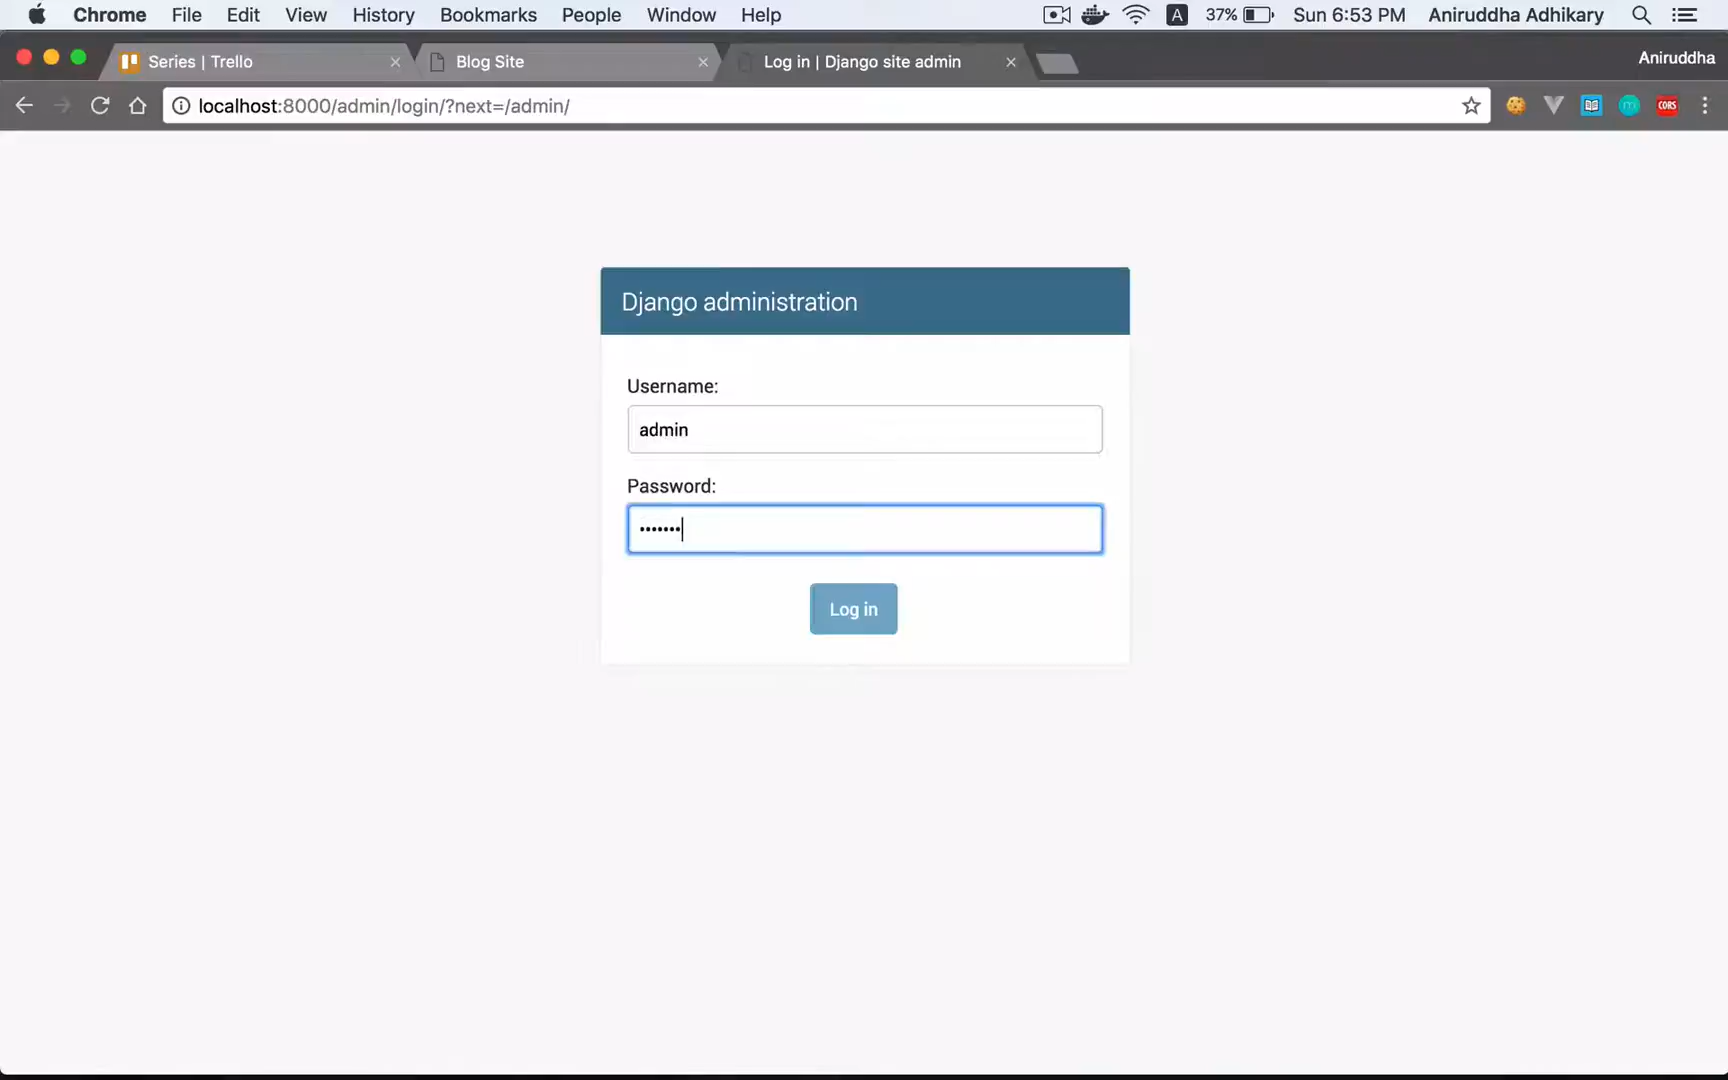 Chrome File Edit View History Bookmarks People Window Help A 37% Sun 6:53 PM Aniruddha Adhikary
Series | Trello Blog Site Log in | Django site admin Aniruddha
localhost:8000/admin/login/?next=/admin/ m CORS
Django administration
Username:
admin
Password:
•••••••
Log in